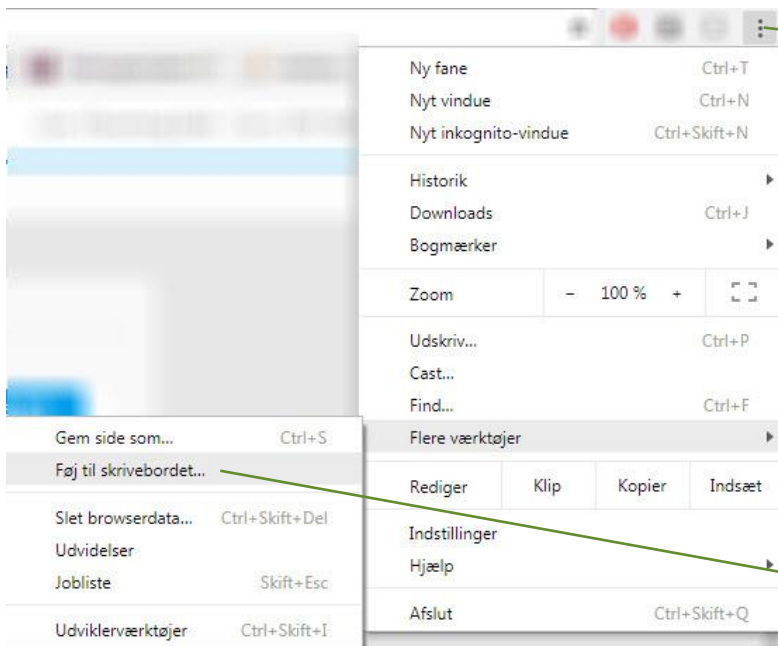 Ny fane Ctrl+T
Nyt vindue Ctrl+N
Nyt inkognito-vindue Ctrl+Skift+N
Historik
Downloads Ctrl+J
Bogmærker
Zoom - 100 % +
Udskriv... Ctrl+P
Cast...
Find... Ctrl+F
Flere værktøjer
Rediger Klip Kopier Indsæt
Indstillinger
Hjælp
Afslut Ctrl+Skift+Q
Gem side som... Ctrl+S
Føj til skrivebordet...
Slet browserdata... Ctrl+Skift+Del
Udvidelser
Jobliste Skift+Esc
Udviklerværktøjer Ctrl+Skift+I